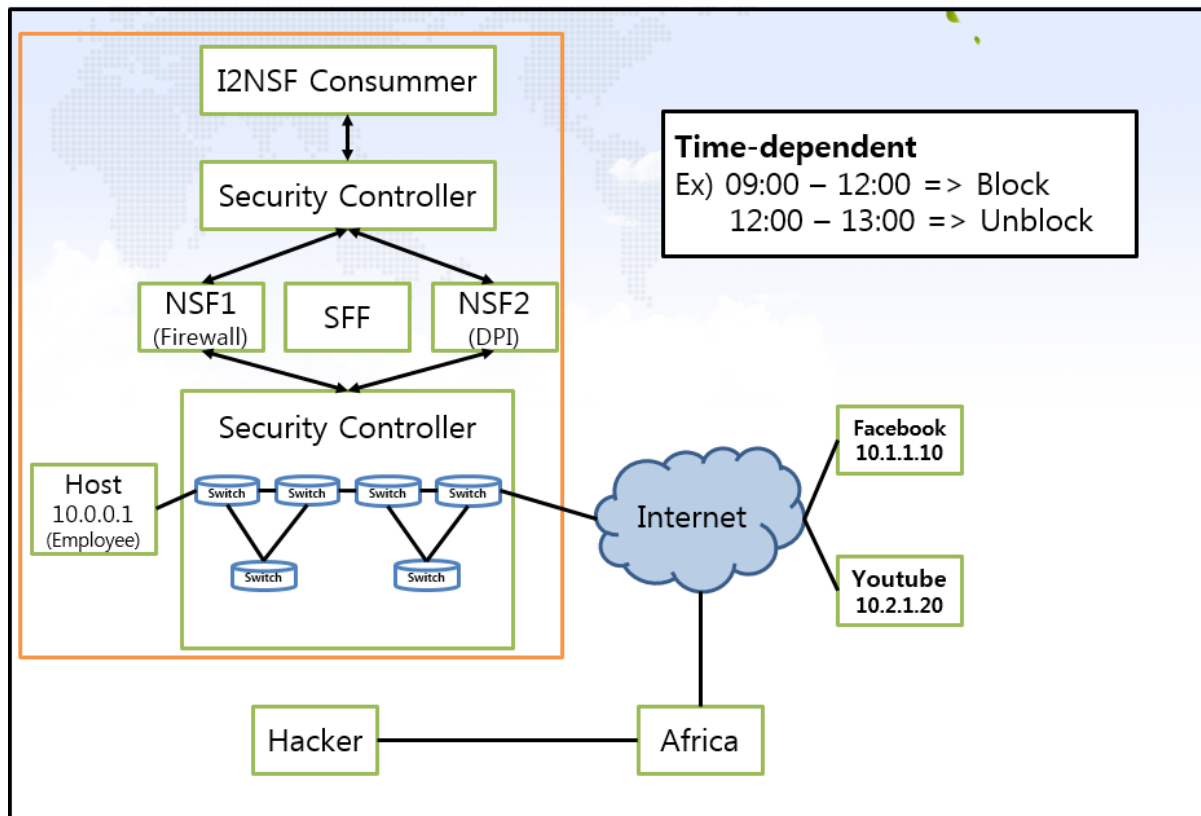 I2NSF Consummer
Security Controller
Time-dependent
Ex) 09:00 – 12:00 => Block
12:00 – 13:00 => Unblock
NSF1
(Firewall)
SFF
NSF2
(DPI)
Security Controller
Host
10.0.0.1
(Employee)
Switch
Switch
Switch
Switch
Switch
Switch
Internet
Facebook
10.1.1.10
Youtube
10.2.1.20
Hacker
Africa